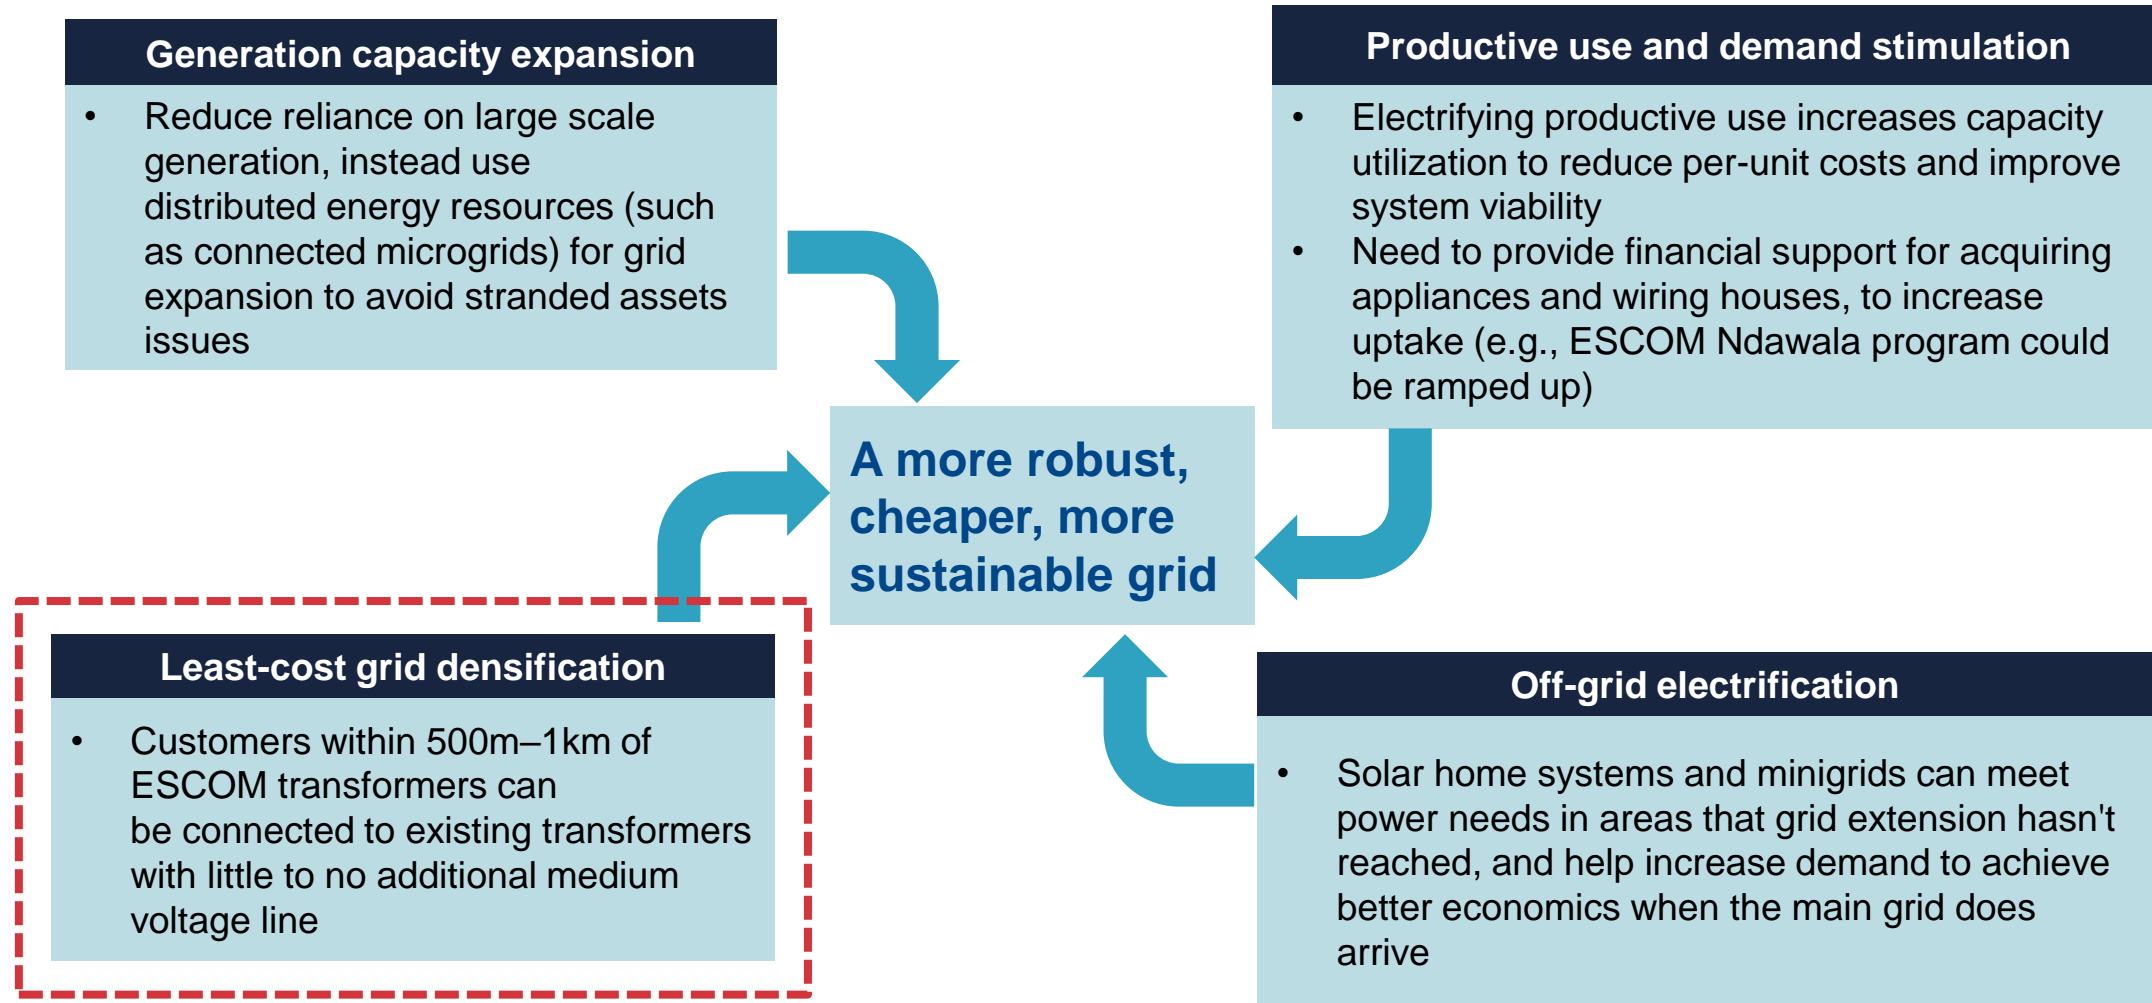 Generation capacity expansion
• Reduce reliance on large scale
generation, instead use
distributed energy resources (such
as connected microgrids) for grid
expansion to avoid stranded assets
issues
Productive use and demand stimulation
• Electrifying productive use increases capacity
utilization to reduce per-unit costs and improve
system viability
• Need to provide financial support for acquiring
appliances and wiring houses, to increase
uptake (e.g., ESCOM Ndawala program could
be ramped up)
A more robust,
cheaper, more
sustainable grid
Least-cost grid densification
• Customers within 500m–1km of
ESCOM transformers can
be connected to existing transformers
with little to no additional medium
voltage line
Off-grid electrification
• Solar home systems and minigrids can meet
power needs in areas that grid extension hasn't
reached, and help increase demand to achieve
better economics when the main grid does
arrive